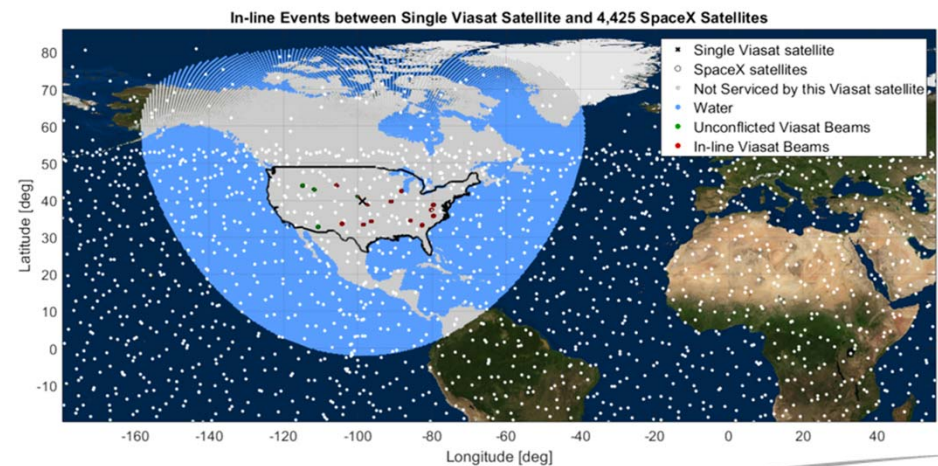 In-line Events between Single Viasat Satellite and 4,425 SpaceX Satellites
Single Viasat satellite
SpaceX satellites
Not Serviced by this Viasat satellite
Water
Unconflicted Viasat Beams
In-line Viasat Beams
Latitude [deg]
80
70
60
50
40
30
20
10
0
-10
-160 -140 -120 -100 -80 -60 -40 -20 0 20 40
Longitude [deg]